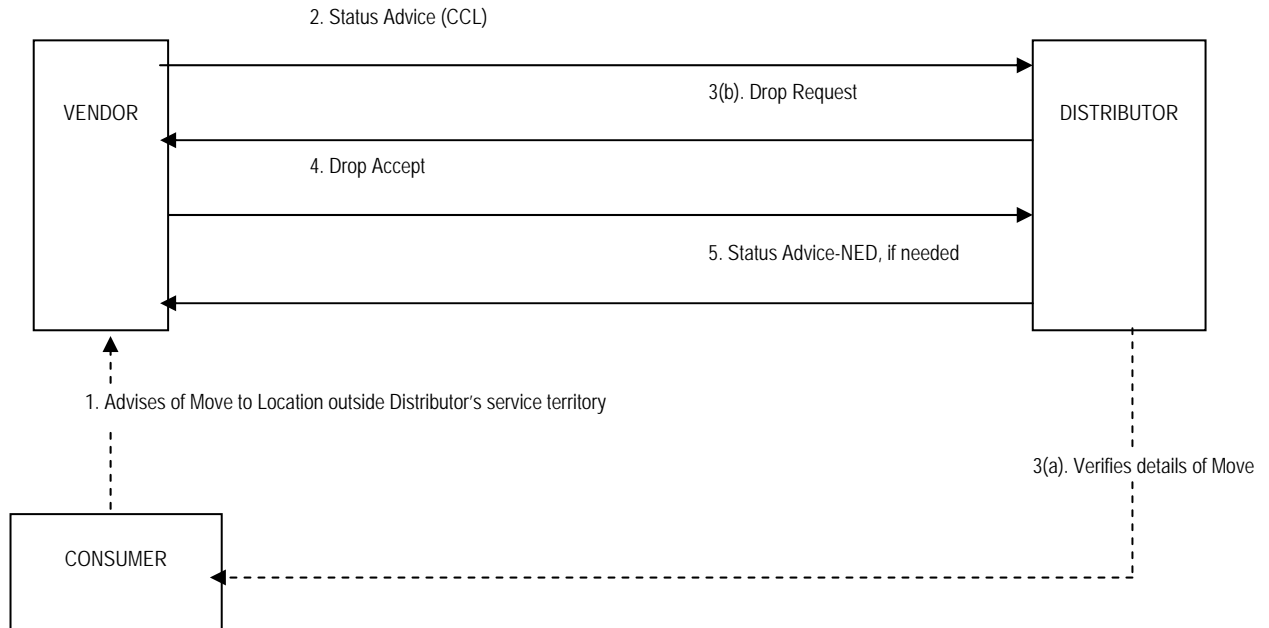 2. Status Advice (CCL)
3(b). Drop Request
VENDOR
DISTRIBUTOR
4. Drop Accept
5. Status Advice-NED, if needed
1. Advises of Move to Location outside Distributor’s service territory
3(a). Verifies details of Move
CONSUMER